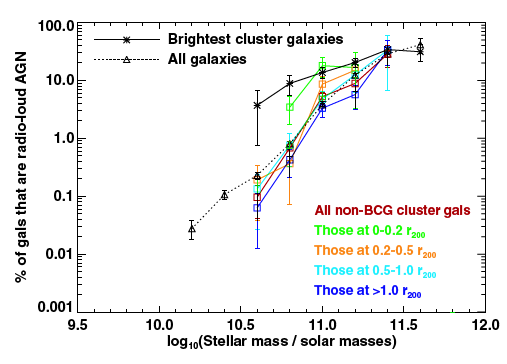 100.0
10.0
1.0
0.1
0.01
0.001
% of gals that are radio-loud AGN
Brightest cluster galaxies
All galaxies
All non-BCG cluster gals
Those at 0-0.2 r200
Those at 0.2-0.5 r200
Those at 0.5-1.0 r200
Those at >1.0 r200
9.5 10.0 10.5 11.0 11.5 12.0
log10(Stellar mass / solar masses)